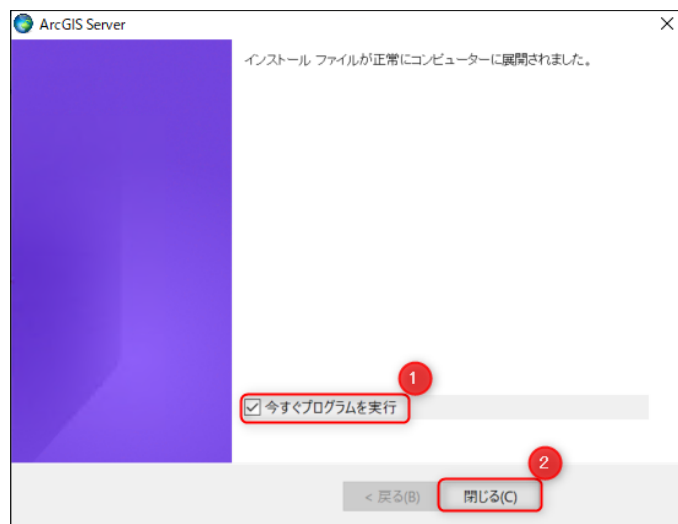 ArcGIS Server
インストール ファイルが正常にコンピューターに展開されました。
1
今すぐプログラムを実行
2
< 戻る(B)
閉じる(C)